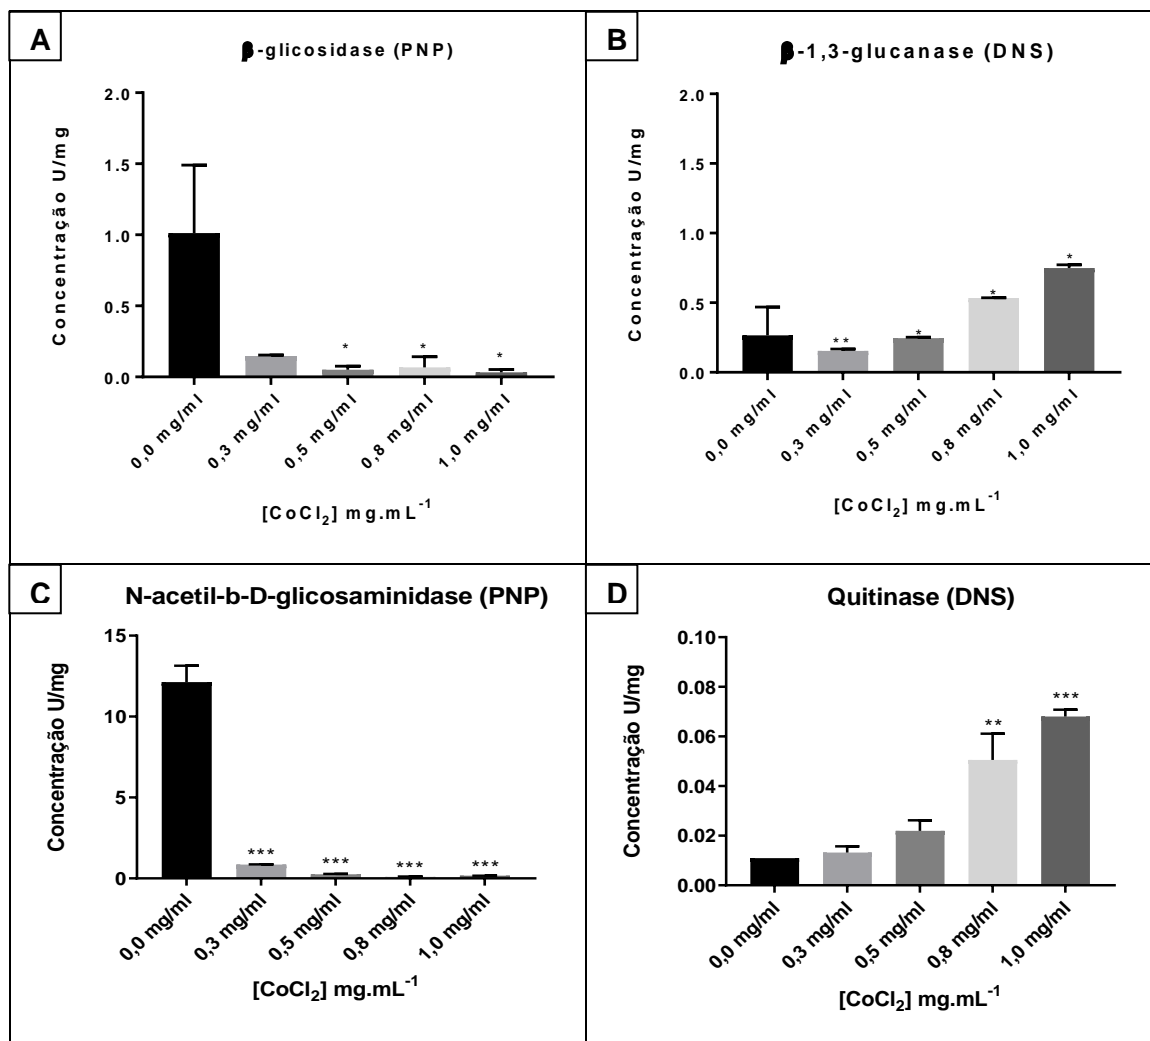 A
β-glicosidase (PNP)
Concentração U/mg
2.0
1.5
1.0
0.5
0.0
*
*
*
0,0 mg/ml
0,3 mg/ml
0,5 mg/ml
0,8 mg/ml
1,0 mg/ml
[CoCl₂] mg.mL⁻¹
B
β-1,3-glucanase (DNS)
Concentração U/mg
2.0
1.5
1.0
0.5
0.0
**
*
*
*
0,0 mg/ml
0,3 mg/ml
0,5 mg/ml
0,8 mg/ml
1,0 mg/ml
[CoCl₂] mg.mL⁻¹
C
N-acetil-b-D-glicosaminidase (PNP)
Concentração U/mg
15
10
5
0
***
***
***
***
0,0 mg/ml
0,3 mg/ml
0,5 mg/ml
0,8 mg/ml
1,0 mg/ml
[CoCl₂] mg.mL⁻¹
D
Quitinase (DNS)
Concentração U/mg
0.10
0.08
0.06
0.04
0.02
0.00
**
***
0,0 mg/ml
0,3 mg/ml
0,5 mg/ml
0,8 mg/ml
1,0 mg/ml
[CoCl₂] mg.mL⁻¹